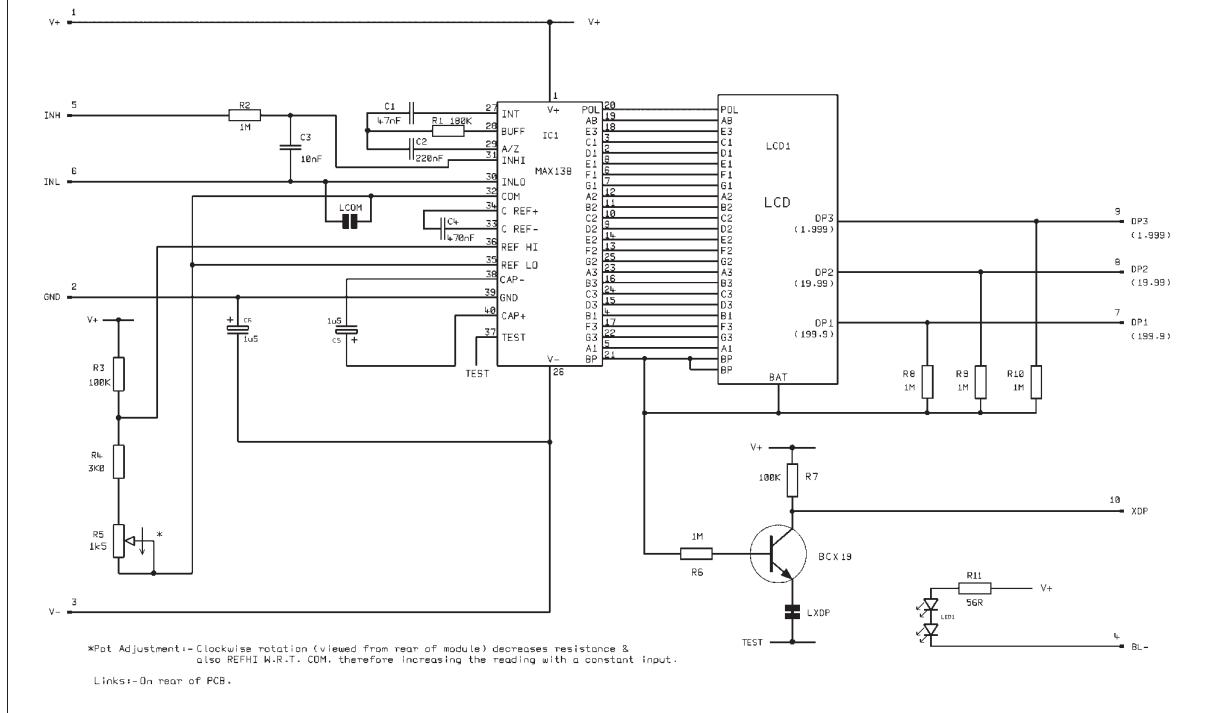 V+ 1 V+
INH 5
R2
1M
C3
10nF
INL 6
LCOM
C1
47nF
R1 180K
C2
220nF
C4
470nF
GND 2
C6
+
1u5
1u5
C5 +
V+
R3
100K
R4
3K0
R5
1k5
*
V- 3
1
V+
IC1
MAX138
27 INT
28 BUFF
29 A/Z
31 INHI
30 INLO
32 COM
34 C REF+
33 C REF-
36 REF HI
35 REF LO
38 CAP-
39 GND
40 CAP+
37 TEST
TEST
V-
26
POL 20 POL
AB 19 AB
E3 18 E3
C1 3 C1
D1 2 D1
E1 8 E1
F1 6 F1
G1 7 G1
A2 12 A2
B2 11 B2
C2 10 C2
D2 9 D2
E2 14 E2
F2 13 F2
G2 25 G2
A3 23 A3
B3 16 B3
C3 24 C3
D3 15 D3
B1 4 B1
F3 17 F3
G3 22 G3
A1 5 A1
BP 21 BP
BP
LCD1
LCD
DP3
(1.999)
DP2
(19.99)
DP1
(199.9)
BAT
9 DP3
(1.999)
8 DP2
(19.99)
7 DP1
(199.9)
R8
1M
R9
1M
R10
1M
V+
100K R7
10 XDP
1M
R6
BCX19
LXDP
TEST
R11
56R
V+
LED1
4 BL-
*Pot Adjustment:- Clockwise rotation (viewed from rear of module) decreases resistance &
also REFHI W.R.T. COM. therefore increasing the reading with a constant input.
Links:-On rear of PCB.